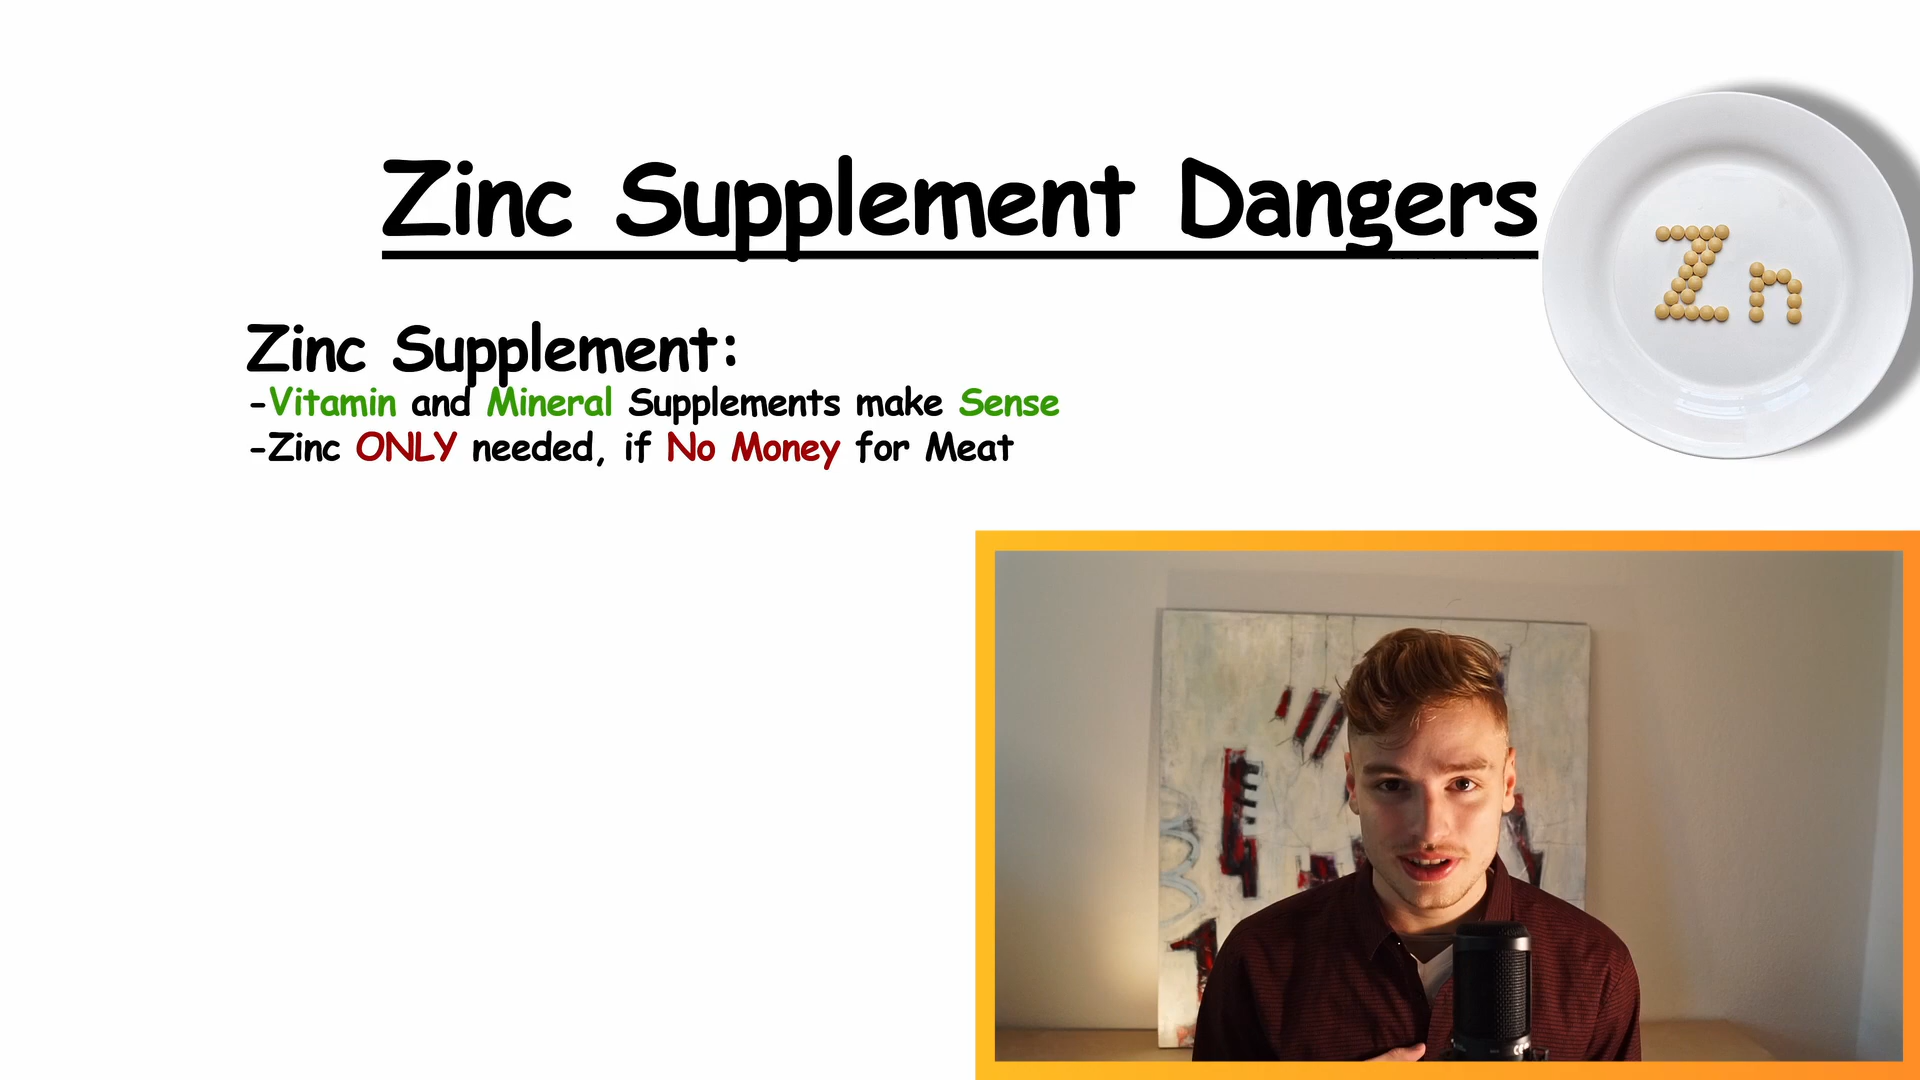 Zinc Supplement Dangers
Zn
Zinc Supplement:
-Vitamin and Mineral Supplements make Sense
-Zinc ONLY needed, if No Money for Meat